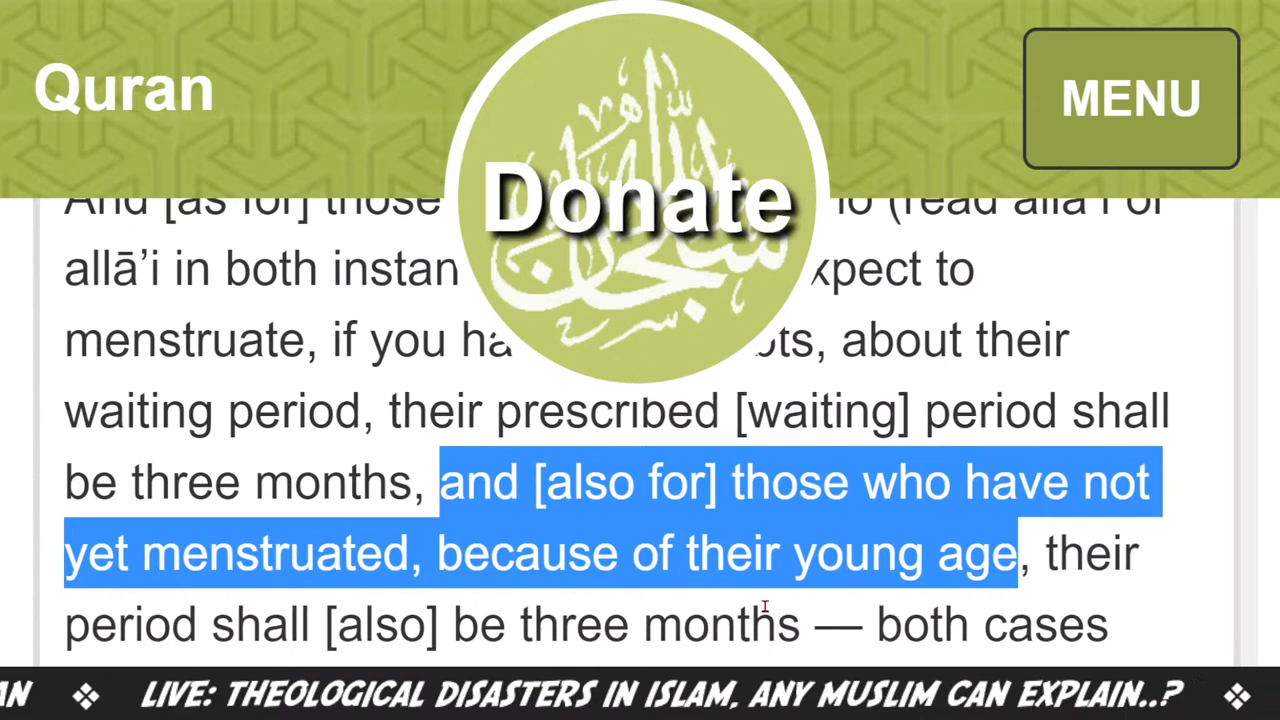 Quran
Donate
MENU
And [as for] those
allā’i in both instan xpect to
menstruate, if you ha about their
waiting period, their prescribed [waiting] period shall
be three months, and [also for] those who have not
yet menstruated, because of their young age, their
period shall [also] be three months — both cases
AN ❖ LIVE: THEOLOGICAL DISASTERS IN ISLAM, ANY MUSLIM CAN EXPLAIN..? ❖